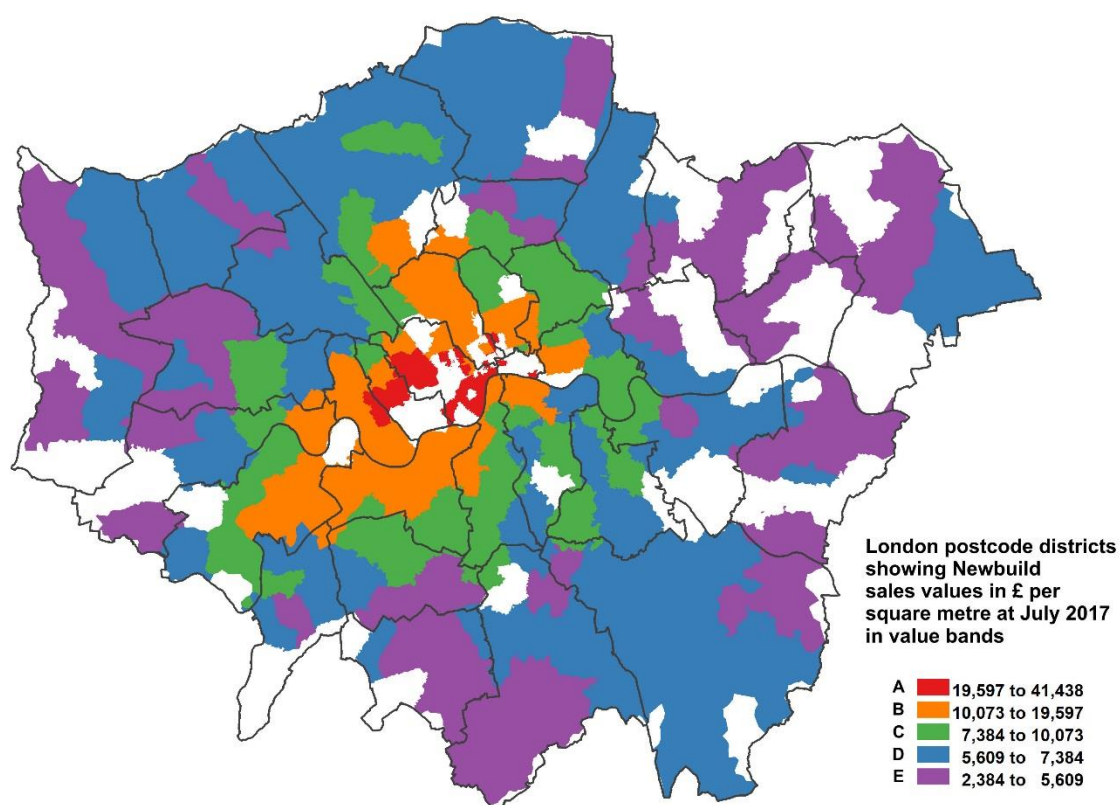 London postcode districts
showing Newbuild
sales values in £ per
square metre at July 2017
in value bands
A 19,597 to 41,438
B 10,073 to 19,597
C 7,384 to 10,073
D 5,609 to 7,384
E 2,384 to 5,609